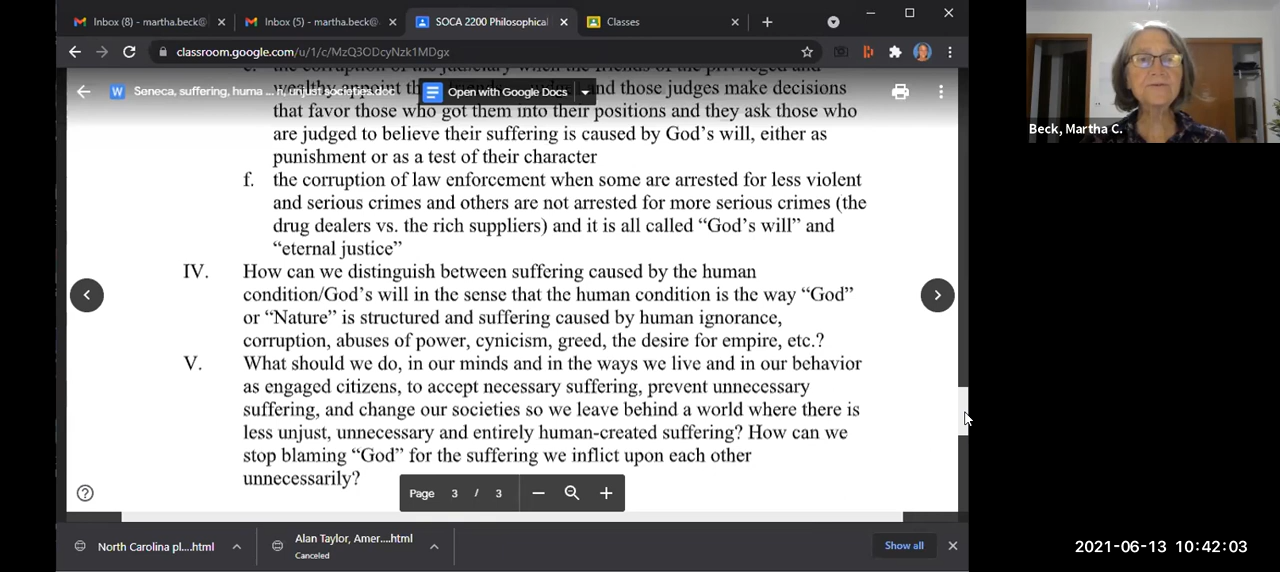 Inbox (8) - martha.beck@
Inbox (5) - martha.beck@
SOCA 2200 Philosophical
Classes
classroom.google.com/u/1/c/MzQ3ODcyNzk1MDgx
e. the corruption of the judiciary when the friends of the privileged and
Seneca, suffering, huma ...
Open with Google Docs
and those judges make decisions
that favor those who got them into their positions and they ask those who
are judged to believe their suffering is caused by God's will, either as
punishment or as a test of their character
f. the corruption of law enforcement when some are arrested for less violent
and serious crimes and others are not arrested for more serious crimes (the
drug dealers vs. the rich suppliers) and it is all called “God's will” and
“eternal justice”
IV. How can we distinguish between suffering caused by the human
condition/God's will in the sense that the human condition is the way “God”
or “Nature” is structured and suffering caused by human ignorance,
corruption, abuses of power, cynicism, greed, the desire for empire, etc.?
V. What should we do, in our minds and in the ways we live and in our behavior
as engaged citizens, to accept necessary suffering, prevent unnecessary
suffering, and change our societies so we leave behind a world where there is
less unjust, unnecessary and entirely human-created suffering? How can we
stop blaming “God” for the suffering we inflict upon each other
unnecessarily?
Page 3 / 3
North Carolina pl....html
Alan Taylor, Amer....html
Canceled
Show all
Beck, Martha C.
2021-06-13 10:42:03